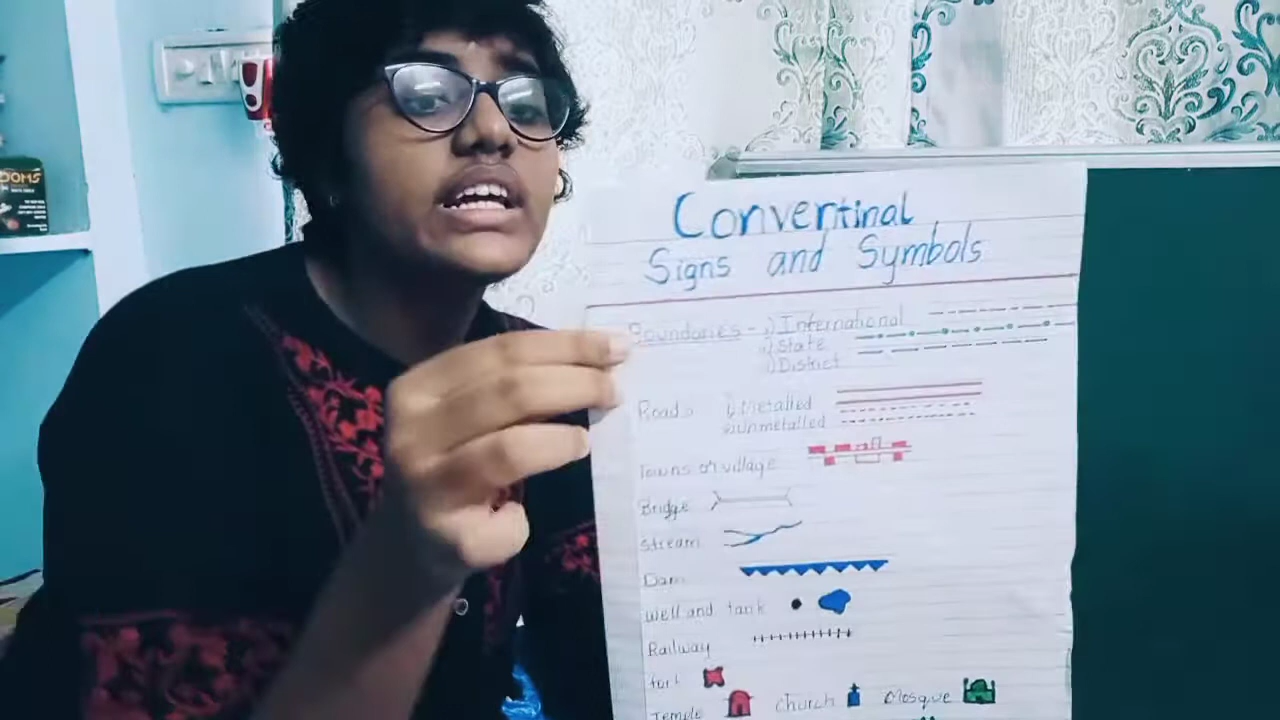 DOMS
Conventinal
Signs and Symbols
Boundaries - i) International
ii) State
i) District
Roads i) Metalled
ii) unmetalled
Towns or village
Bridge
Stream
Dam
well and tank
Railway
fort
Temple church Mosque